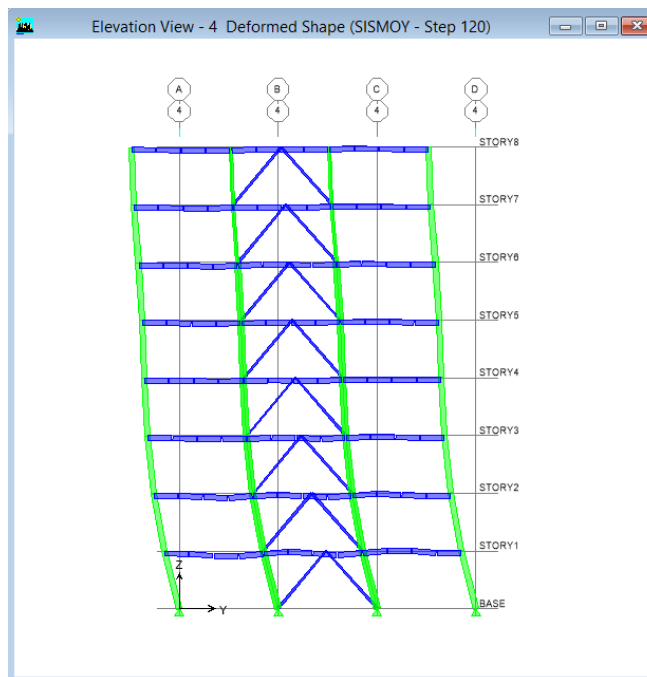 Elevation View - 4 Deformed Shape (SISMOY - Step 120)
A B C D
4 4 4 4
STORY8
STORY7
STORY6
STORY5
STORY4
STORY3
STORY2
STORY1
Z
Y
BASE